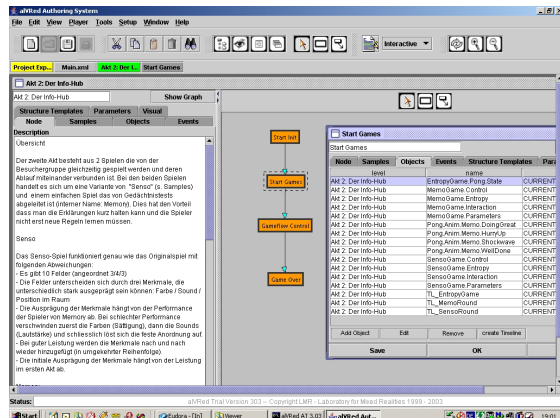 alVRed Authoring System
File Edit View Player Tools Setup Window Help
Interactive
Project Exp... Main.xml Akt 2: Der I... Start Games
Akt 2: Der Info-Hub
Akt 2: Der Info-Hub Show Graph
Structure Templates Parameters Visual
Node Samples Objects Events
Description
Übersicht
Der zweite Akt besteht aus 2 Spielen die von der
Besuchergruppe gleichzeitig gespielt werden und deren
Ablauf miteinander verbunden ist. Bei den beiden Spielen
handelt es sich um eine Variante von "Senso" (s. Samples)
und einem einfachen Spiel das von Gedächtnistests
abgeleitet ist (interner Name: Memory). Dies hat den Vorteil
dass man die Erklärungen kurz halten kann und die Spieler
nicht erst neue Regeln lernen müssen.
Senso
Das Senso-Spiel funktioniert genau wie das Originalspiel mit
folgenden Abweichungen:
- Es gibt 10 Felder (angeordnet 3/4/3)
- Die Felder unterscheiden sich durch drei Merkmale, die
unterschiedlich stark ausgeprägt sein können: Farbe / Sound /
Position im Raum
- Die Ausprägung der Merkmale hängt von der Performance
der Spieler von Memory ab. Bei schlechter Performance
verschwinden zuerst die Farben (Sättigung), dann die Sounds
(Lautstärke) und schliesslich löst sich die feste Anordnung auf.
- Bei guter Leistung werden die Merkmale nach und nach
wieder hinzugefügt (in umgekehrter Reihenfolge).
- Die initiale Ausprägung der Merkmale hängt von der Leistung
im ersten Akt ab.
Start Init
Start Games
Gameflow Control
Game Over
Start Games
Start Games
Node Samples Objects Events Structure Templates Para
level name
Akt 2: Der Info-Hub EntropyGame.Pong.State CURRENT
Akt 2: Der Info-Hub MemoGame.Control CURRENT
Akt 2: Der Info-Hub MemoGame.Entropy CURRENT
Akt 2: Der Info-Hub MemoGame.Interaction CURRENT
Akt 2: Der Info-Hub MemoGame.Parameters CURRENT
Akt 2: Der Info-Hub Pong.Anim.Memo.DoingGreat CURRENT
Akt 2: Der Info-Hub Pong.Anim.Memo.HurryUp CURRENT
Akt 2: Der Info-Hub Pong.Anim.Memo.Shockwave CURRENT
Akt 2: Der Info-Hub Pong.Anim.Memo.WellDone CURRENT
Akt 2: Der Info-Hub SensoGame.Control CURRENT
Akt 2: Der Info-Hub SensoGame.Entropy CURRENT
Akt 2: Der Info-Hub SensoGame.Interaction CURRENT
Akt 2: Der Info-Hub SensoGame.Parameters CURRENT
Akt 2: Der Info-Hub TL_EntropyGame CURRENT
Akt 2: Der Info-Hub TL_MemoRound CURRENT
Akt 2: Der Info-Hub TL_SensoRound CURRENT
Add Object Edit Remove create Timeline
Save OK
Status: alVRed Trial Version 303 -- Copyright LMR - Laboratory for Mixed Realities 1999 - 2003
Start Eudora - [In] Viewer alVRed AT 3.03 alVRed Aut... 19:01